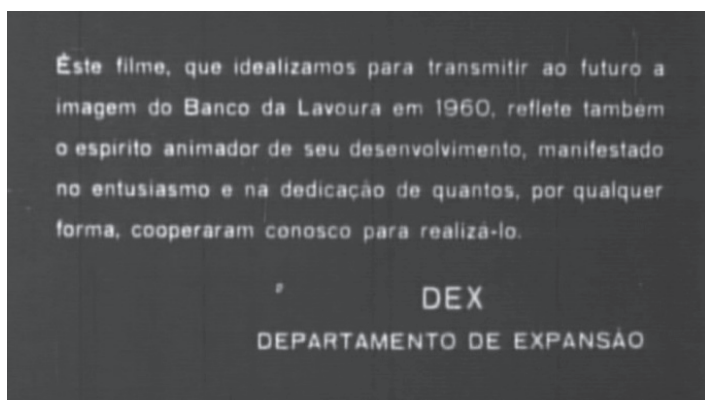 Êste filme, que idealizamos para transmitir ao futuro a
imagem do Banco da Lavoura em 1960, reflete também
o espírito animador de seu desenvolvimento, manifestado
no entusiasmo e na dedicação de quantos, por qualquer
forma, cooperaram conosco para realizá-lo.
DEX
DEPARTAMENTO DE EXPANSÃO